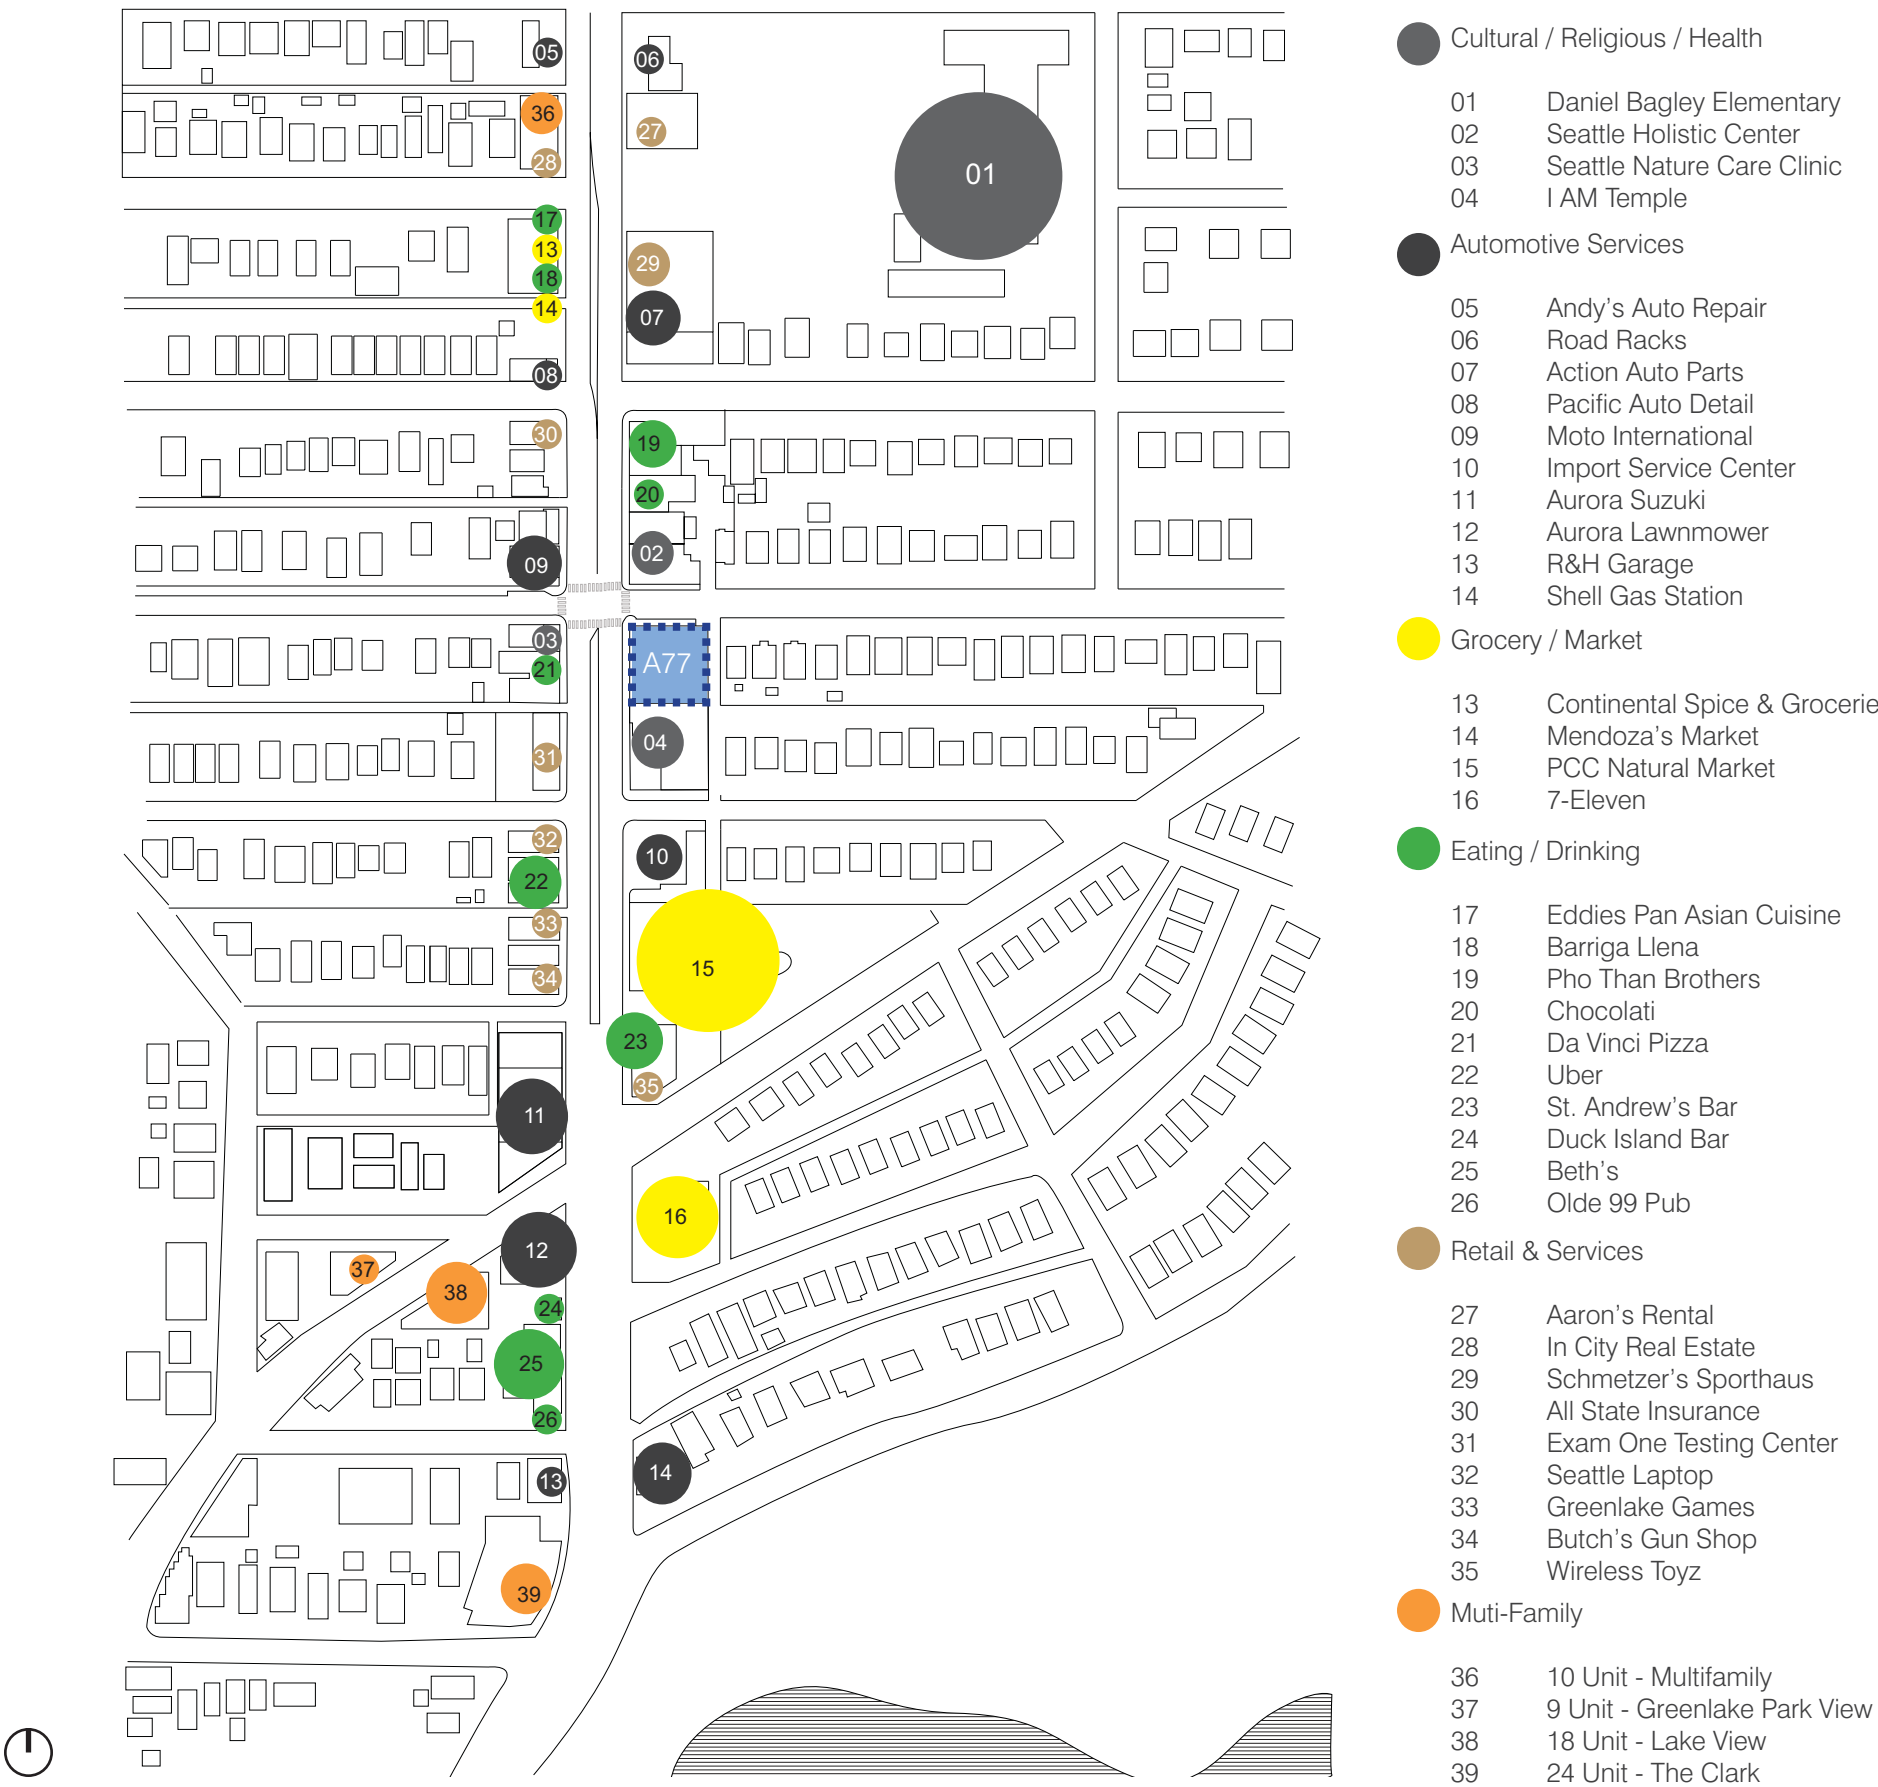 05
06
36
27
28
01
17
13
18
29
14
07
08
30
19
20
02
09
03
21
A77
04
31
32
10
22
33
34
15
23
35
11
16
12
37
38
24
25
26
13
14
39
Cultural / Religious / Health
01 Daniel Bagley Elementary
02 Seattle Holistic Center
03 Seattle Nature Care Clinic
04 I AM Temple
Automotive Services
05 Andy's Auto Repair
06 Road Racks
07 Action Auto Parts
08 Pacific Auto Detail
09 Moto International
10 Import Service Center
11 Aurora Suzuki
12 Aurora Lawnmower
13 R&H Garage
14 Shell Gas Station
Grocery / Market
13 Continental Spice & Grocerie
14 Mendoza's Market
15 PCC Natural Market
16 7-Eleven
Eating / Drinking
17 Eddies Pan Asian Cuisine
18 Barriga Llena
19 Pho Than Brothers
20 Chocolati
21 Da Vinci Pizza
22 Uber
23 St. Andrew's Bar
24 Duck Island Bar
25 Beth's
26 Olde 99 Pub
Retail & Services
27 Aaron's Rental
28 In City Real Estate
29 Schmetzer's Sporthaus
30 All State Insurance
31 Exam One Testing Center
32 Seattle Laptop
33 Greenlake Games
34 Butch's Gun Shop
35 Wireless Toyz
Muti-Family
36 10 Unit - Multifamily
37 9 Unit - Greenlake Park View
38 18 Unit - Lake View
39 24 Unit - The Clark